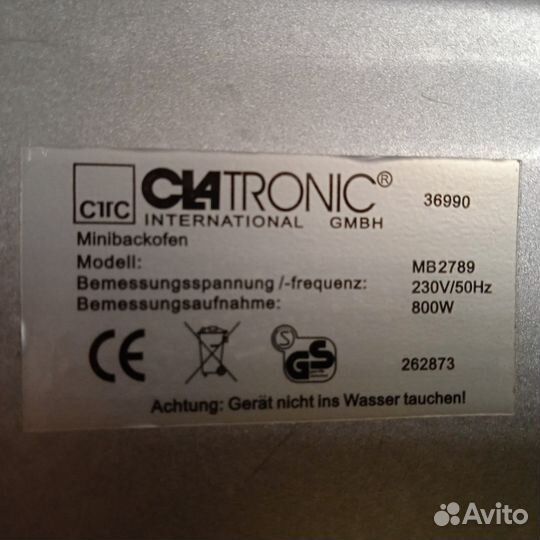 CTC CLATRONIC® 36990
INTERNATIONAL GMBH
Minibackofen
Modell: MB2789
Bemessungsspannung /-frequenz: 230V/50Hz
Bemessungsaufnahme: 800W
CE S GS 262873
Achtung: Gerät nicht ins Wasser tauchen!
Avito